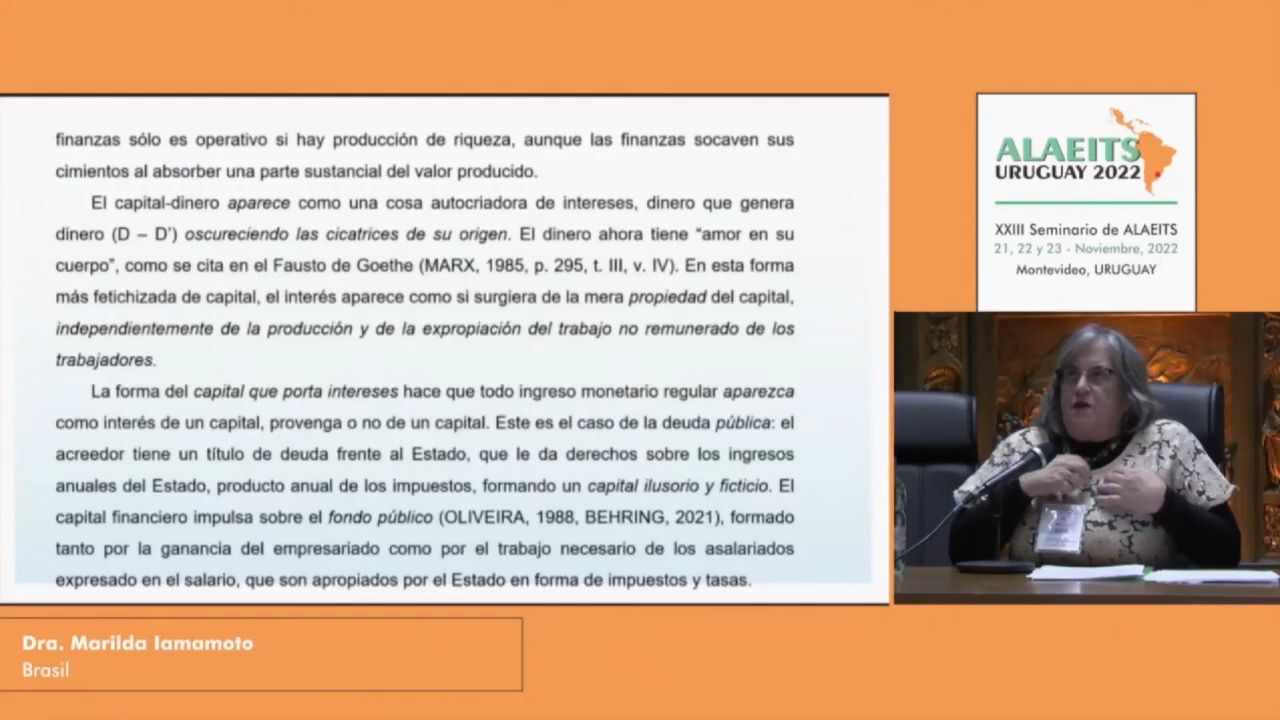 finanzas sólo es operativo si hay producción de riqueza, aunque las finanzas socaven sus
cimientos al absorber una parte sustancial del valor producido.
El capital-dinero aparece como una cosa autocriadora de intereses, dinero que genera
dinero (D – D') oscureciendo las cicatrices de su origen. El dinero ahora tiene “amor en su
cuerpo”, como se cita en el Fausto de Goethe (MARX, 1985, p. 295, t. III, v. IV). En esta forma
más fetichizada de capital, el interés aparece como si surgiera de la mera propiedad del capital,
independientemente de la producción y de la expropiación del trabajo no remunerado de los
trabajadores.
La forma del capital que porta intereses hace que todo ingreso monetario regular aparezca
como interés de un capital, provenga o no de un capital. Este es el caso de la deuda pública: el
acreedor tiene un título de deuda frente al Estado, que le da derechos sobre los ingresos
anuales del Estado, producto anual de los impuestos, formando un capital ilusorio y ficticio. El
capital financiero impulsa sobre el fondo público (OLIVEIRA, 1988, BEHRING, 2021), formado
tanto por la ganancia del empresariado como por el trabajo necesario de los asalariados
expresado en el salario, que son apropiados por el Estado en forma de impuestos y tasas.
ALAEITS
URUGUAY 2022
XXIII Seminario de ALAEITS
21, 22 y 23 - Noviembre, 2022
Montevideo, URUGUAY
Dra. Marilda Iamamoto
Brasil